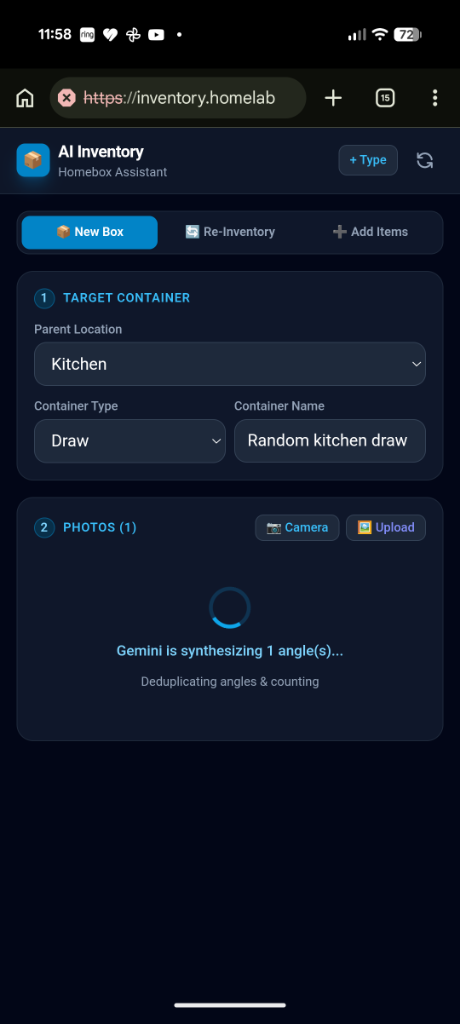 11:58 ring 72
https://inventory.homelab 15
AI Inventory
Homebox Assistant
+ Type
New Box Re-Inventory Add Items
1 TARGET CONTAINER
Parent Location
Kitchen
Container Type Container Name
Draw Random kitchen draw
2 PHOTOS (1) Camera Upload
Gemini is synthesizing 1 angle(s)...
Deduplicating angles & counting